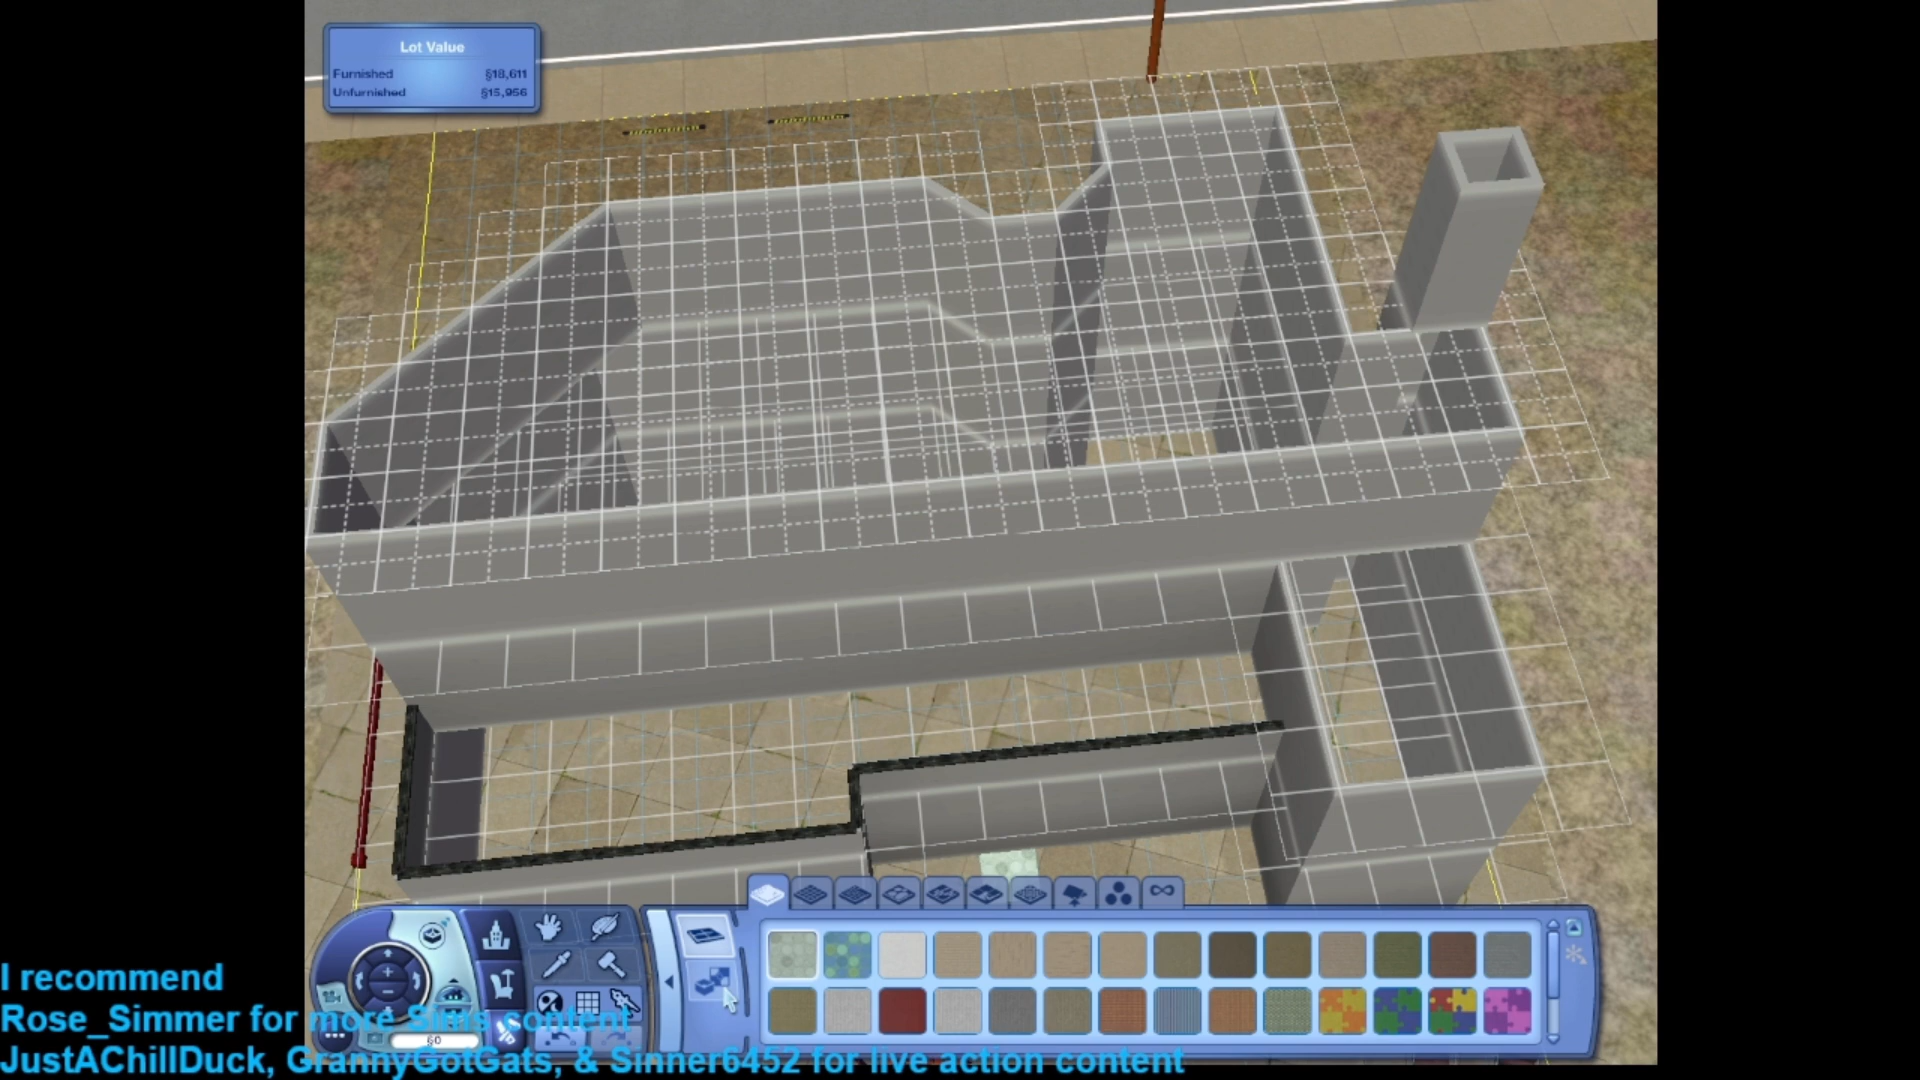 Lot Value
Furnished §18,611
Unfurnished §15,956
I recommend
Rose_Simmer for more Sims content
§0
JustAChillDuck, GrannyGotGats, & Sinner6452 for live action content